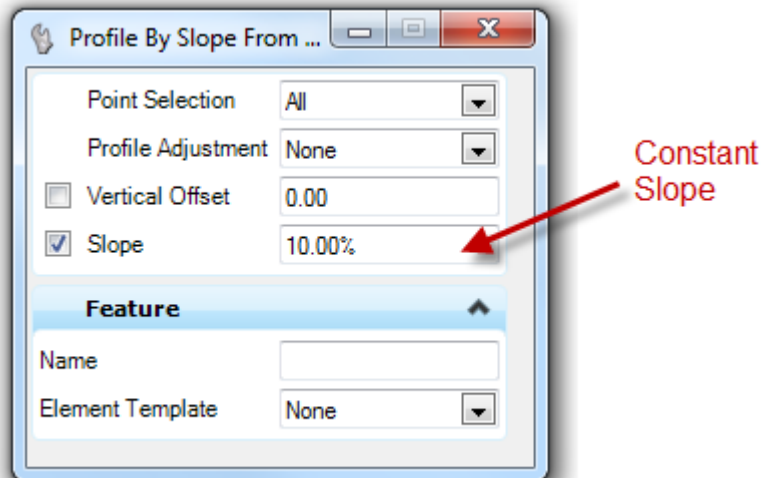 Profile By Slope From ...
Point Selection All
Profile Adjustment None
Vertical Offset 0.00
Slope 10.00%
Constant
Slope
Feature
Name
Element Template None